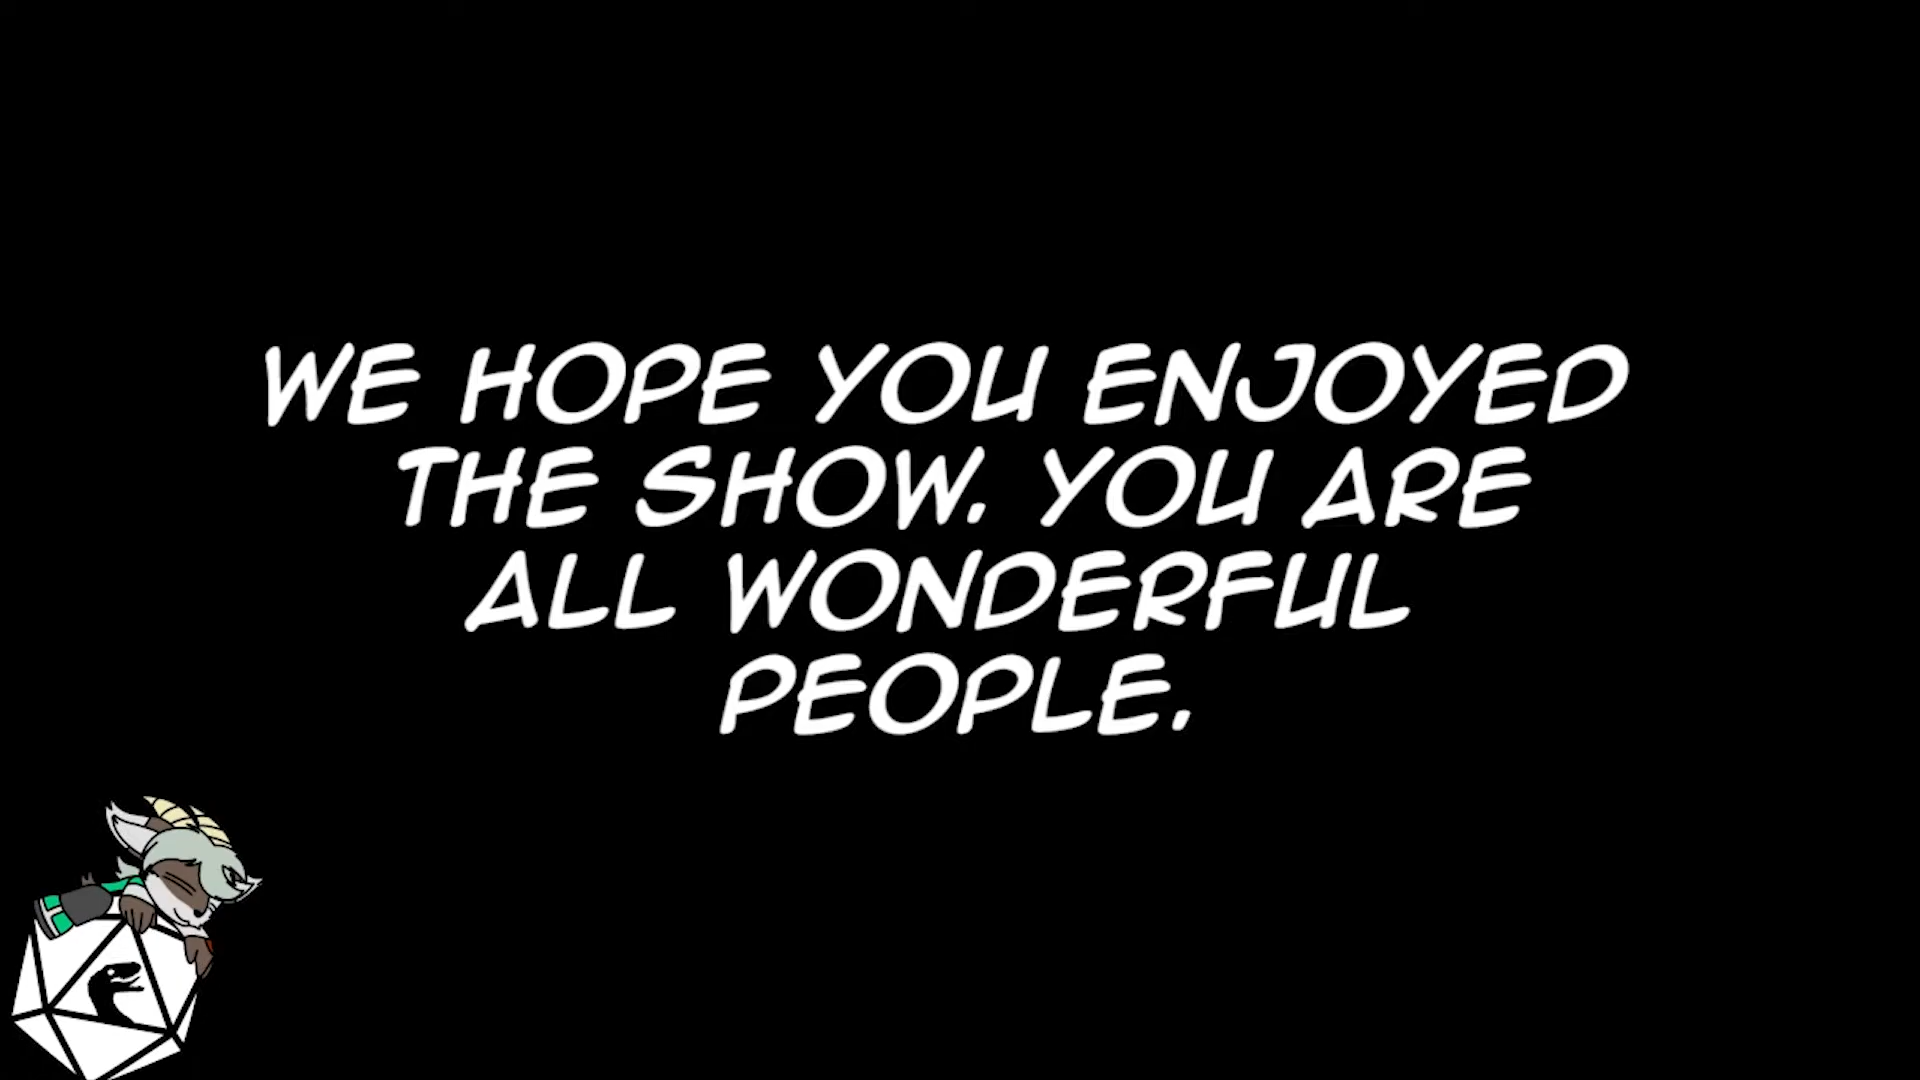 WE HOPE YOU ENJOYED
THE SHOW. YOU ARE
ALL WONDERFUL
PEOPLE.